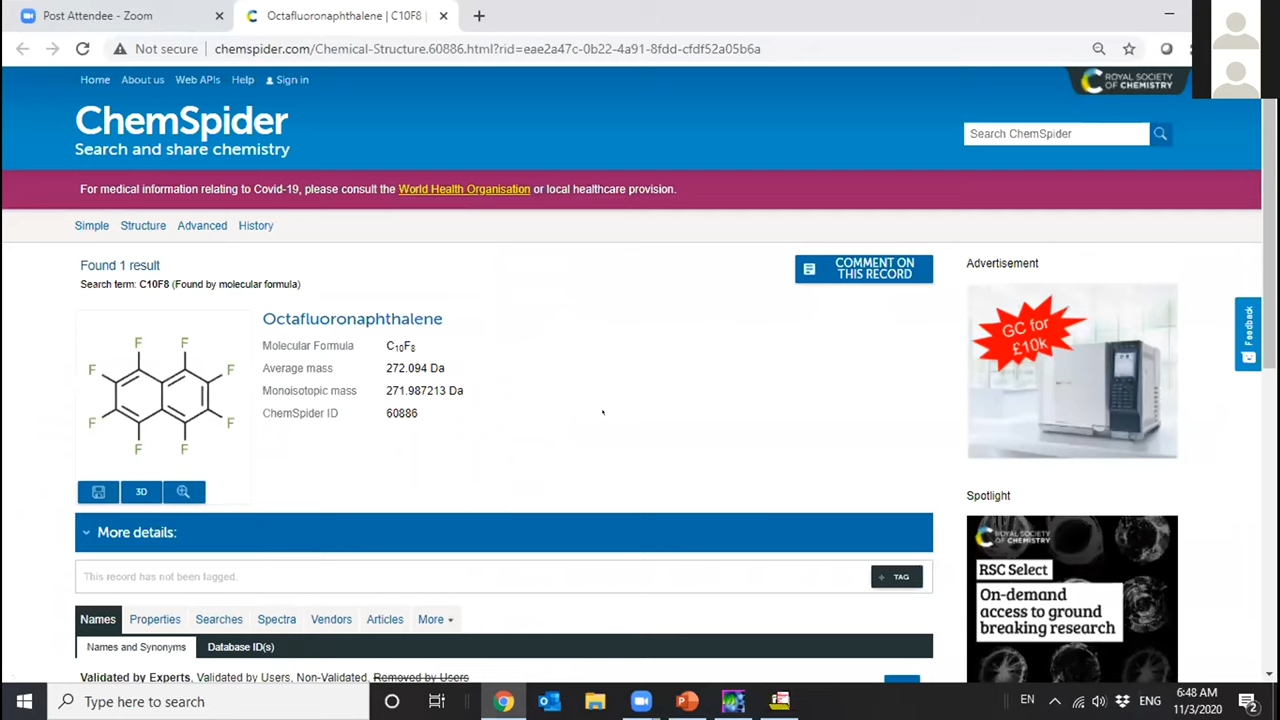 Post Attendee - Zoom
Octafluoronaphthalene | C10F8 |
Not secure | chemspider.com/Chemical-Structure.60886.html?rid=eae2a47c-0b22-4a91-8fdd-cfdf52a05b6a
Home About us Web APIs Help Sign in
ROYAL SOCIETY
OF CHEMISTRY
ChemSpider
Search and share chemistry
Search ChemSpider
For medical information relating to Covid-19, please consult the World Health Organisation or local healthcare provision.
Simple Structure Advanced History
Found 1 result
Search term: C10F8 (Found by molecular formula)
COMMENT ON
THIS RECORD
Advertisement
Feedback
GC for
£10k
F F
F F
F F
F F
Octafluoronaphthalene
Molecular Formula C₁₀F₈
Average mass 272.094 Da
Monoisotopic mass 271.987213 Da
ChemSpider ID 60886
3D
Spotlight
More details:
This record has not been tagged.
+ TAG
Names Properties Searches Spectra Vendors Articles More
Names and Synonyms Database ID(s)
Validated by Experts, Validated by Users, Non-Validated, Removed by Users
ROYAL SOCIETY
OF CHEMISTRY
RSC Select
On-demand
access to ground
breaking research
Type here to search
EN
ENG
6:48 AM
11/3/2020
2